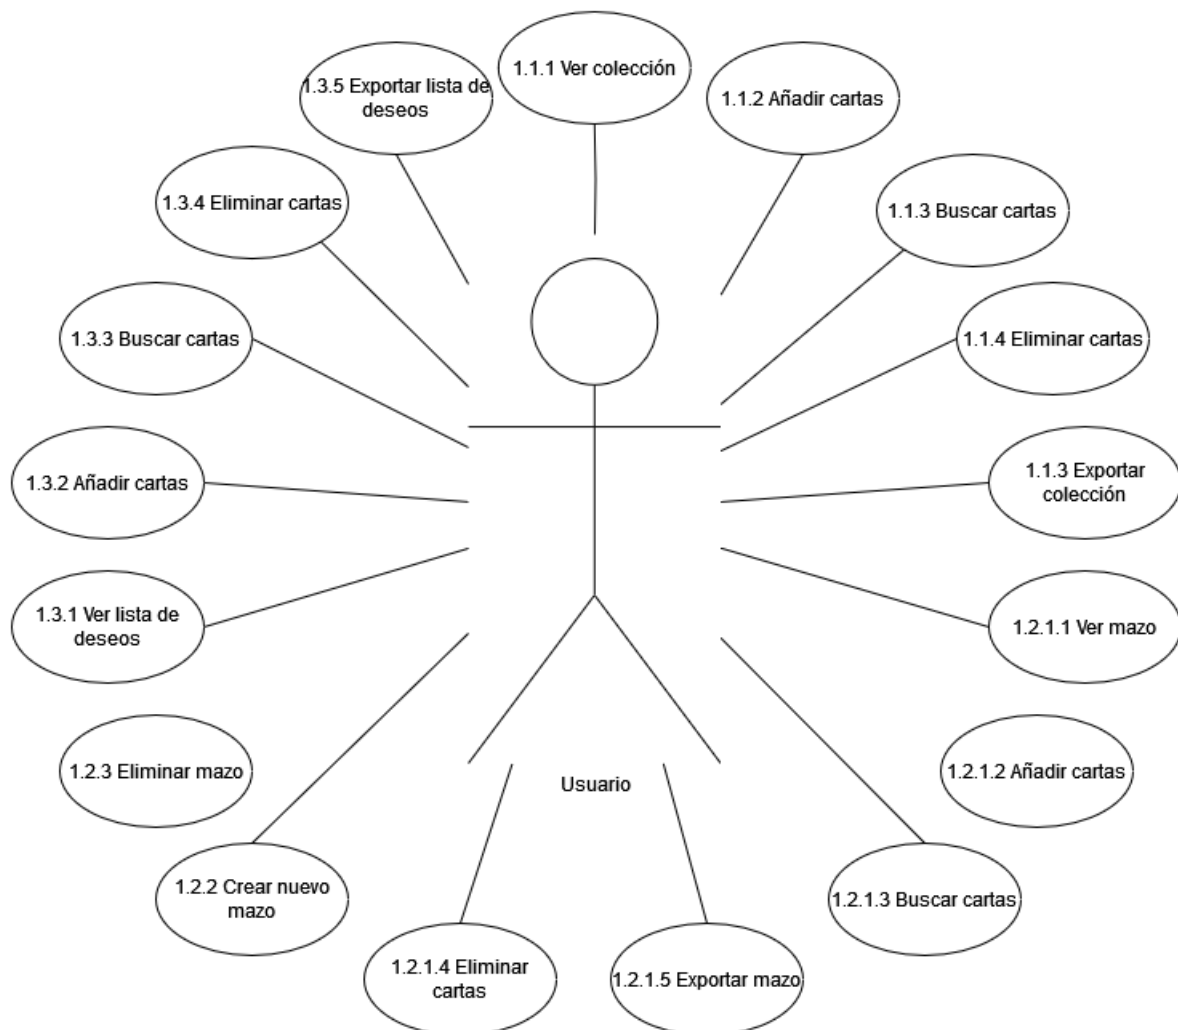 1.1.1 Ver colección
1.3.5 Exportar lista de
deseos
1.1.2 Añadir cartas
1.3.4 Eliminar cartas
1.1.3 Buscar cartas
1.3.3 Buscar cartas
1.1.4 Eliminar cartas
1.3.2 Añadir cartas
1.1.3 Exportar
colección
1.3.1 Ver lista de
deseos
1.2.1.1 Ver mazo
1.2.3 Eliminar mazo
Usuario
1.2.1.2 Añadir cartas
1.2.2 Crear nuevo
mazo
1.2.1.3 Buscar cartas
1.2.1.4 Eliminar
cartas
1.2.1.5 Exportar mazo